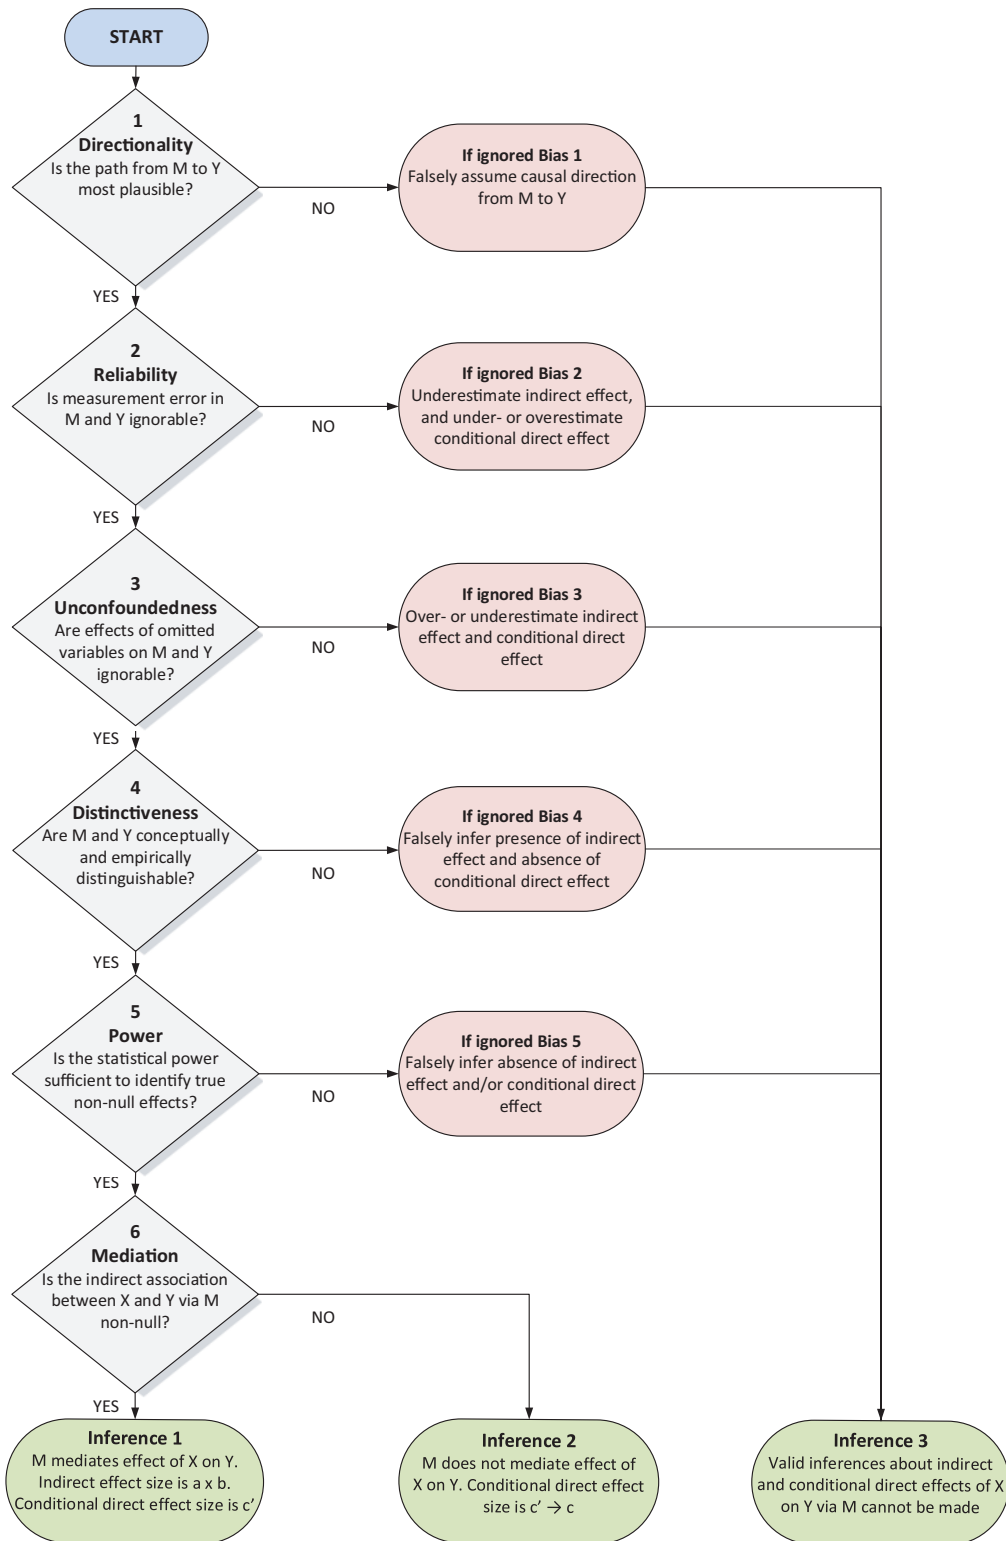 START
1
Directionality
Is the path from M to Y
most plausible?
NO
If ignored Bias 1
Falsely assume causal direction
from M to Y
YES
2
Reliability
Is measurement error in
M and Y ignorable?
NO
If ignored Bias 2
Underestimate indirect effect,
and under- or overestimate
conditional direct effect
YES
3
Unconfoundedness
Are effects of omitted
variables on M and Y
ignorable?
NO
If ignored Bias 3
Over- or underestimate indirect
effect and conditional direct
effect
YES
4
Distinctiveness
Are M and Y conceptually
and empirically
distinguishable?
NO
If ignored Bias 4
Falsely infer presence of indirect
effect and absence of
conditional direct effect
YES
5
Power
Is the statistical power
sufficient to identify true
non-null effects?
NO
If ignored Bias 5
Falsely infer absence of indirect
effect and/or conditional direct
effect
YES
6
Mediation
Is the indirect association
between X and Y via M
non-null?
NO
YES
Inference 1
M mediates effect of X on Y.
Indirect effect size is a x b.
Conditional direct effect size is c'
Inference 2
M does not mediate effect of
X on Y. Conditional direct effect
size is c' → c
Inference 3
Valid inferences about indirect
and conditional direct effects of X
on Y via M cannot be made